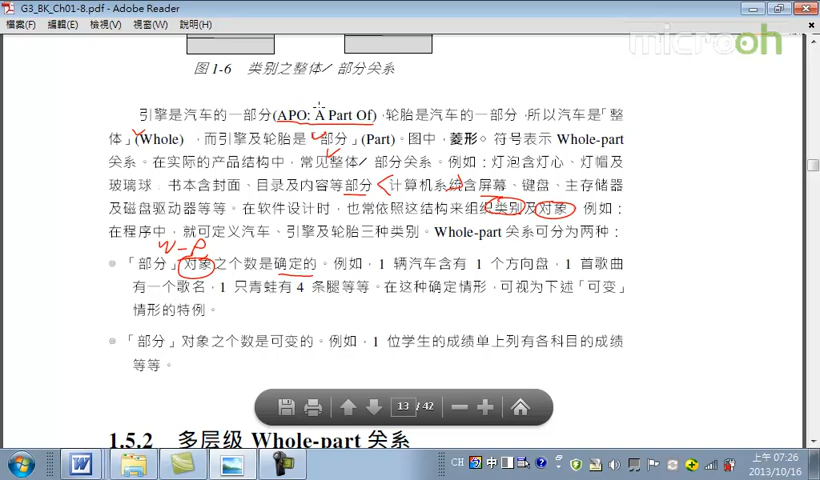 G3_BK_Ch01-8.pdf - Adobe Reader
檔案(F) 編輯(E) 檢視(V) 視窗(W) 說明(H)
microoh
图 1-6 类别之整体/ 部分关系
引擎是汽车的一部分(APO: A Part Of)，轮胎是汽车的一部分，所以汽车是「整
体」(Whole)，而引擎及轮胎是「部分」(Part)。图中，菱形◇ 符号表示 Whole-part
关系。在实际的产品结构中，常见整体/ 部分关系。例如：灯泡含灯心、灯帽及
玻璃球﹐书本含封面、目录及内容等部分﹐计算机系统含屏幕、键盘、主存储器
及磁盘驱动器等等。在软件设计时，也常依照这结构来组织类别及对象﹐例如：
在程序中，就可定义汽车、引擎及轮胎三种类别。Whole-part 关系可分为两种：
W-P
「部分」对象之个数是确定的。例如，1 辆汽车含有 1 个方向盘，1 首歌曲
有一个歌名，1 只青蛙有 4 条腿等等。在这种确定情形，可视为下述「可变」
情形的特例。
「部分」对象之个数是可变的。例如，1 位学生的成绩单上列有各科目的成绩
等等。
13 / 42
1.5.2 多层级 Whole-part 关系
CH 中
上午 07:26
2013/10/16